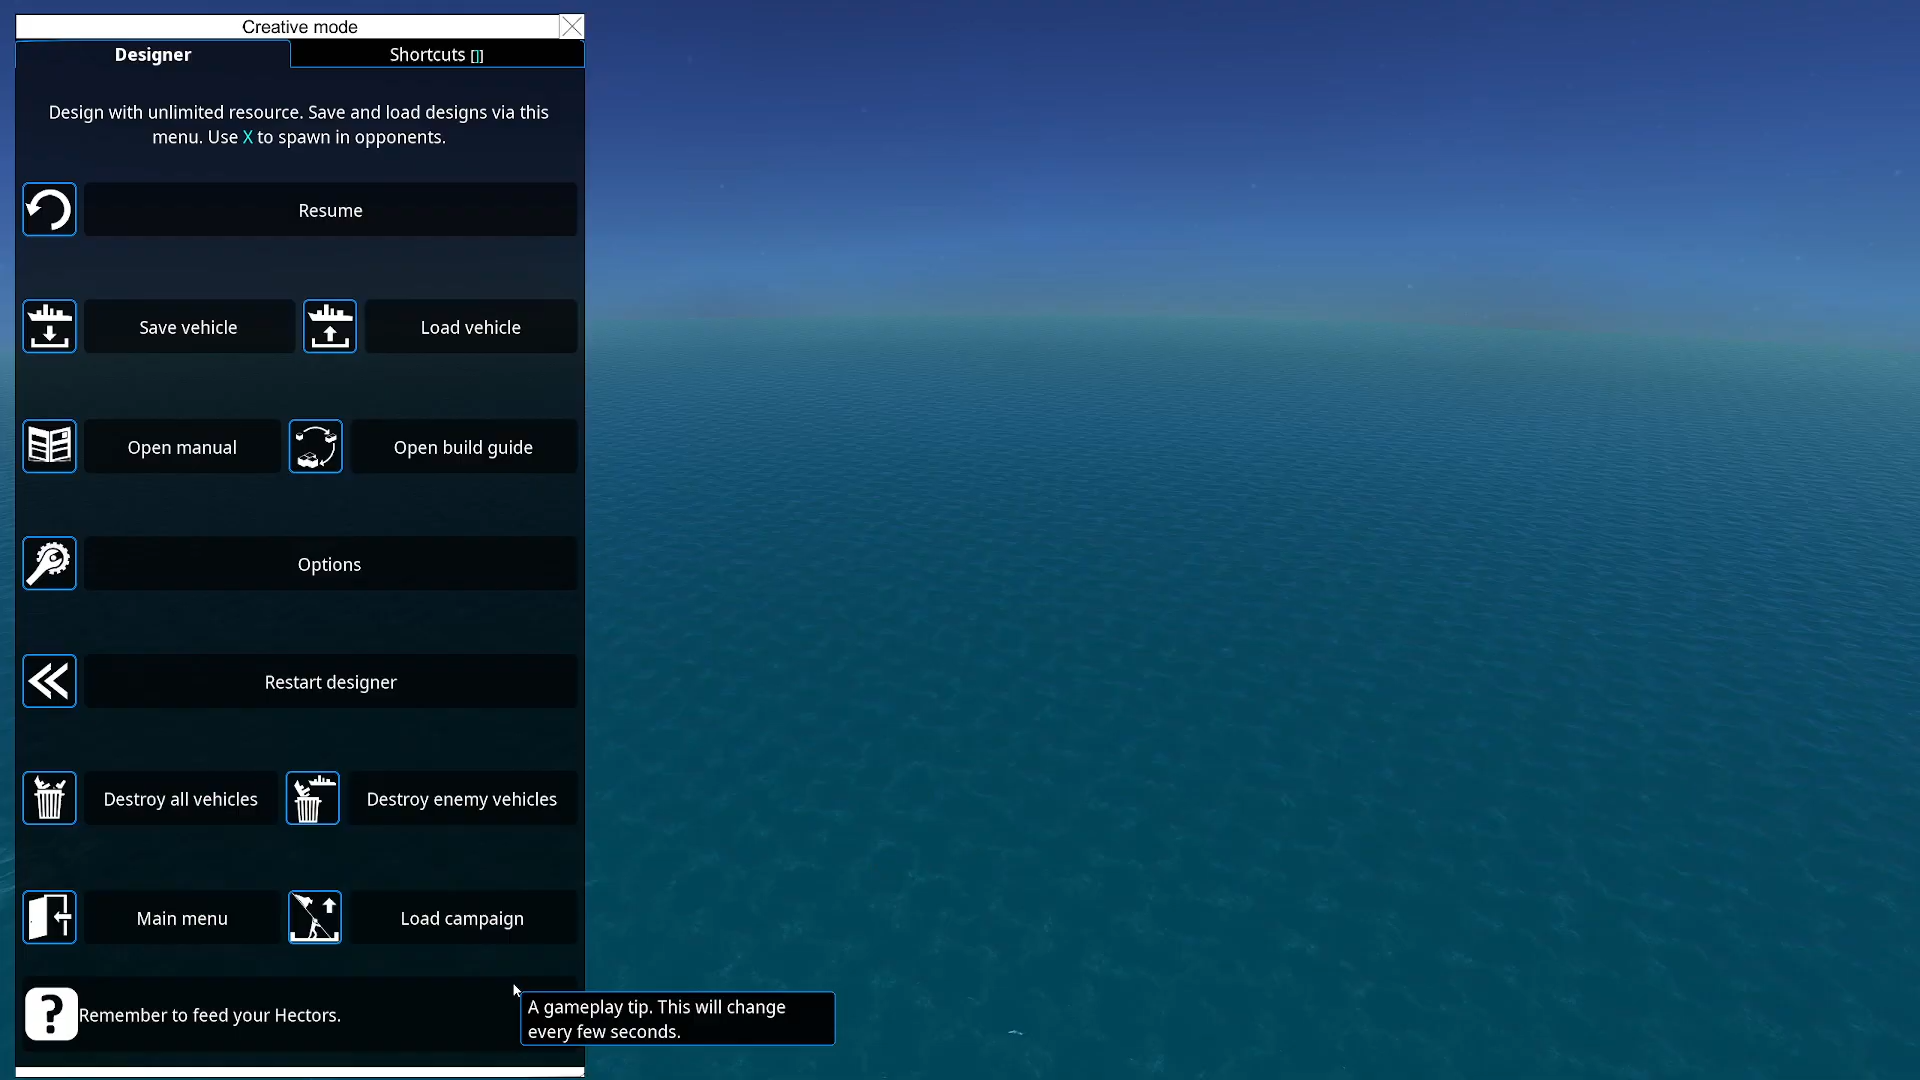 Creative mode
Designer
Shortcuts []
Design with unlimited resource. Save and load designs via this
menu. Use X to spawn in opponents.
Resume
Save vehicle
Load vehicle
Open manual
Open build guide
Options
Restart designer
Destroy all vehicles
Destroy enemy vehicles
Main menu
Load campaign
? Remember to feed your Hectors.
A gameplay tip. This will change
every few seconds.